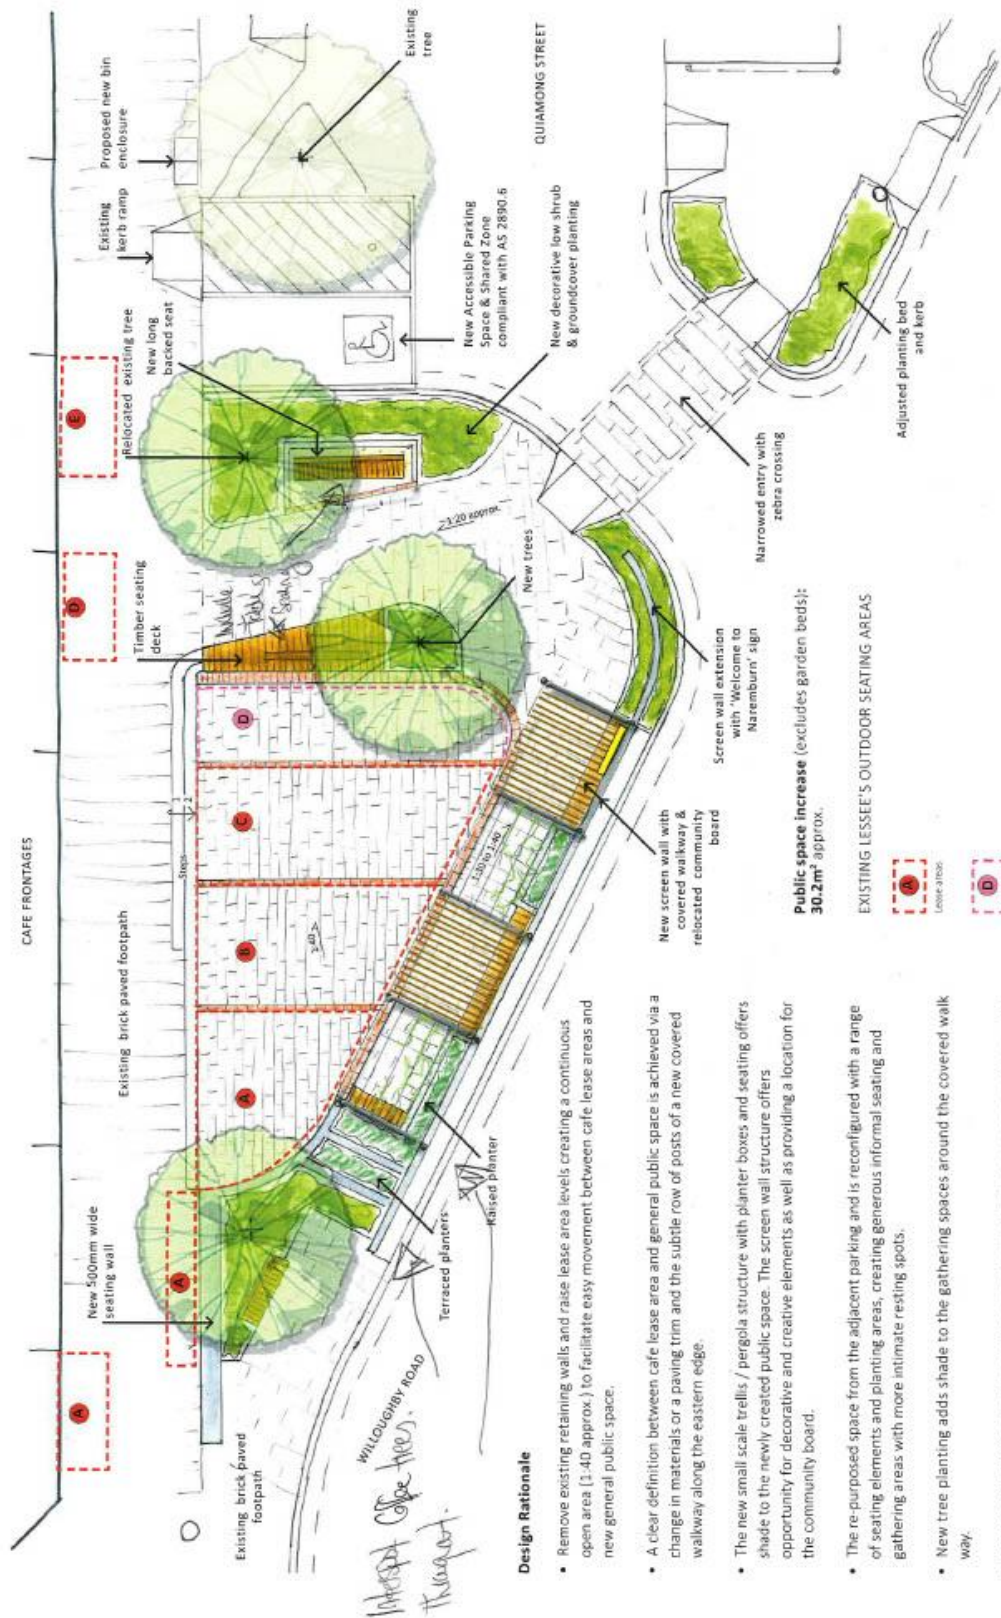 CAFE FRONTAGES
New 500mm wide
seating wall
Existing brick paved footpath
Steps
1 2
Timber seating
deck
Relocated existing tree
New long
backed seat
Existing
kerb ramp
Proposed new bin
enclosure
Existing
tree
A
A
D
E
A
B
C
D
1:40
1:20 approx.
New trees
QUIAMONG STREET
New Accessible Parking
Space & Shared Zone
compliant with AS 2890.6
New decorative low shrub
& groundcover planting
Existing brick paved
footpath
WILLOUGHBY ROAD
Terraced planters
Raised planter
New screen wall with
covered walkway &
relocated community
board
Screen wall extension
with 'Welcome to
Naremburn' sign
Narrowed entry with
zebra crossing
Adjusted planting bed
and kerb
throughout.
Design Rationale
• Remove existing retaining walls and raise lease area levels creating a continuous
open area (1:40 approx.) to facilitate easy movement between cafe lease areas and
new general public space.
• A clear definition between cafe lease area and general public space is achieved via a
change in materials or a paving trim and the subtle row of posts of a new covered
walkway along the eastern edge.
• The new small scale trellis / pergola structure with planter boxes and seating offers
shade to the newly created public space. The screen wall structure offers
opportunity for decorative and creative elements as well as providing a location for
the community board.
• The re-purposed space from the adjacent parking and is reconfigured with a range
of seating elements and planting areas, creating generous informal seating and
gathering areas with more intimate resting spots.
• New tree planting adds shade to the gathering spaces around the covered walk
way.
Public space increase (excludes garden beds):
30.2m² approx.
EXISTING LESSEE'S OUTDOOR SEATING AREAS
A
Lease areas
D